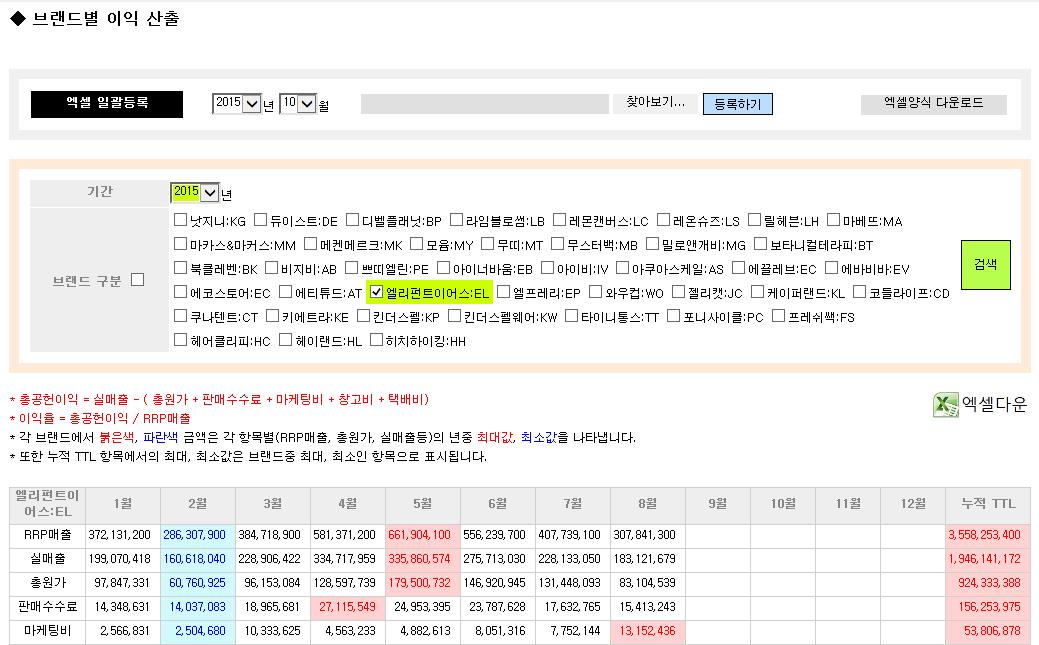 ◆ 브랜드별 이익 산출
엑셀 일괄등록 2015 년 10 월 찾아보기... 등록하기 엑셀양식 다운로드
기간 2015 년
낫지니:KG 듀이스트:DE 디벨플래넛:BP 라임블로썸:LB 레몬캔버스:LC 레온슈즈:LS 릴헤븐:LH 마베뜨:MA
마카스&마커스:MM 메켄메르크:MK 모윰:MY 무띠:MT 무스터백:MB 밀로앤개비:MG 보타니컬테라피:BT
브랜드 구분 북클레벤:BK 비지비:AB 쁘띠엘린:PE 아이너바움:EB 아이비:IV 아쿠아스케일:AS 에끌레브:EC 에바비바:EV 검색
에코스토어:EC 에티튜드:AT 엘리펀트이어스:EL 엘프레리:EP 와우컵:WO 젤리캣:JC 케이퍼랜드:KL 코들라이프:CD
쿠나텐트:CT 키에트라:KE 킨더스펠:KP 킨더스펠웨어:KW 타이니통스:TT 포니사이클:PC 프레쉬쌕:FS
헤어클리피:HC 헤이랜드:HL 히치하이킹:HH
* 총공헌이익 = 실매출 - ( 총원가 + 판매수수료 + 마케팅비 + 창고비 + 택배비)
엑셀다운
* 이익율 = 총공헌이익 / RRP매출
* 각 브랜드에서 붉은색, 파란색 금액은 각 항목별(RRP매출, 총원가, 실매출등)의 년중 최대값, 최소값을 나타냅니다.
* 또한 누적 TTL 항목에서의 최대, 최소값은 브랜드중 최대, 최소인 항목으로 표시됩니다.
엘리펀트이
어스:EL 1월 2월 3월 4월 5월 6월 7월 8월 9월 10월 11월 12월 누적 TTL
RRP매출 372,131,200 286,307,900 384,718,900 581,371,200 661,904,100 556,239,700 407,739,100 307,841,300 3,558,253,400
실매출 199,070,418 160,618,040 228,906,422 334,717,959 335,860,574 275,713,030 228,133,050 183,121,679 1,946,141,172
총원가 97,847,331 60,760,925 96,153,084 128,597,739 179,500,732 146,920,945 131,448,093 83,104,539 924,333,388
판매수수료 14,348,631 14,037,083 18,965,681 27,115,549 24,953,395 23,787,628 17,632,765 15,413,243 156,253,975
마케팅비 2,566,831 2,504,680 10,333,625 4,563,233 4,882,613 8,051,316 7,752,144 13,152,436 53,806,878